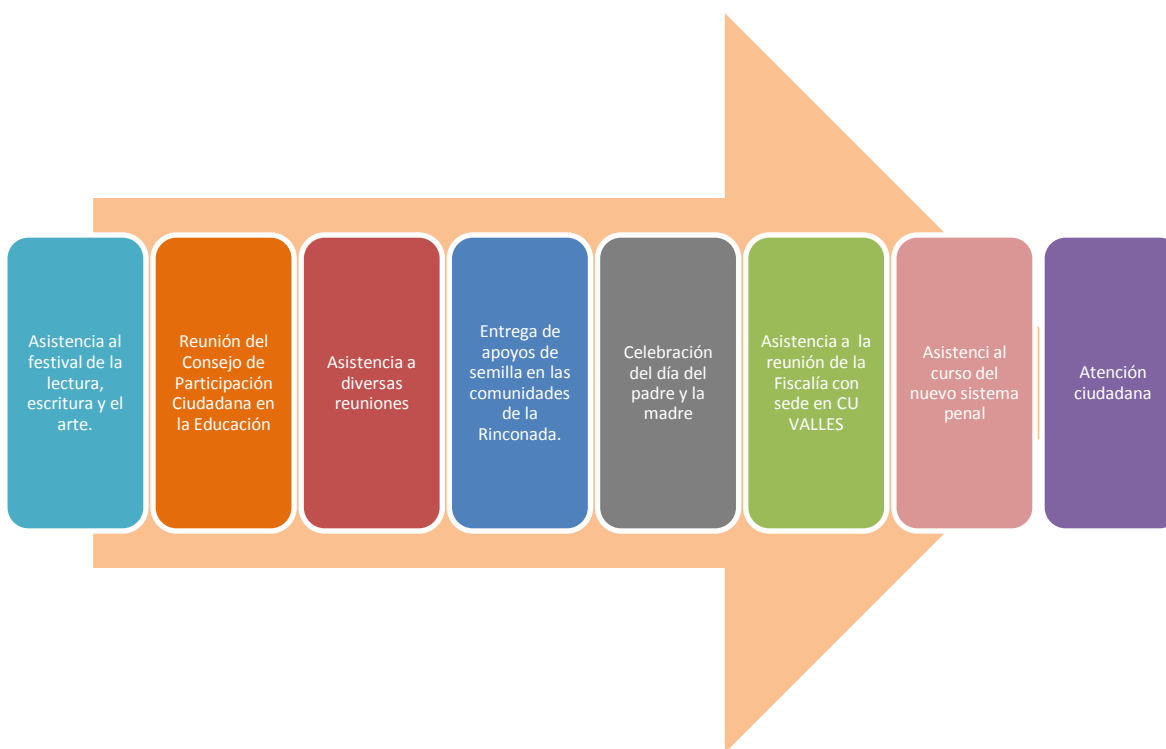 Asistencia al
festival de la
lectura,
escritura y el
arte.
Reunión del
Consejo de
Participación
Ciudadana en
la Educación
Asistencia a
diversas
reuniones
Entrega de
apoyos de
semilla en las
comunidades
de la
Rinconada.
Celebración
del día del
padre y la
madre
Asistencia a  la
reunión de la
Fiscalía con
sede en CU
VALLES
Asistenci al
curso del
nuevo sistema
penal
Atención
ciudadana